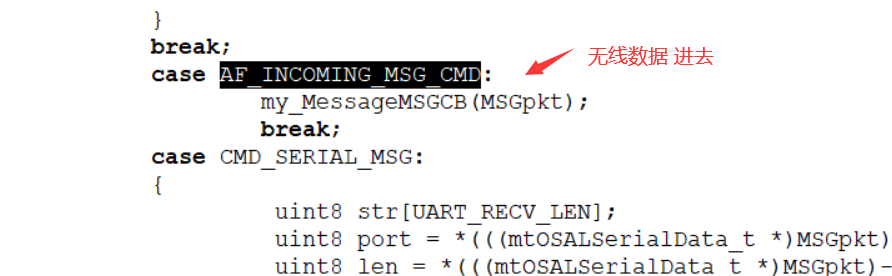 }
break;
case AF_INCOMING_MSG_CMD: 无线数据 进去
my_MessageMSGCB(MSGpkt);
break;
case CMD_SERIAL_MSG:
{
uint8 str[UART_RECV_LEN];
uint8 port = *(((mtOSALSerialData_t *)MSGpkt)
uint8 len = *(((mtOSALSerialData_t *)MSGpkt)-